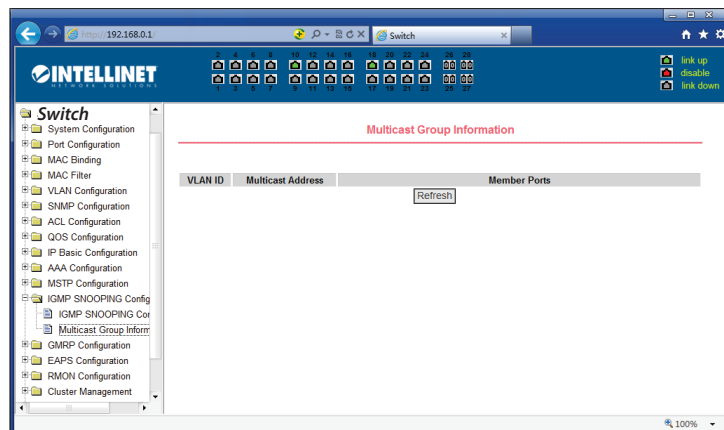 http://192.168.0.1/
Switch
2 4 6 8 10 12 14 16 18 20 22 24 26 28
1 3 5 7 9 11 13 15 17 19 21 23 25 27
INTELLINET
NETWORK SOLUTIONS
link up
disable
link down
Switch
System Configuration
Port Configuration
MAC Binding
MAC Filter
VLAN Configuration
SNMP Configuration
ACL Configuration
QOS Configuration
IP Basic Configuration
AAA Configuration
MSTP Configuration
IGMP SNOOPING Config
IGMP SNOOPING Cor
Multicast Group Inform
GMRP Configuration
EAPS Configuration
RMON Configuration
Cluster Management
Multicast Group Information
VLAN ID Multicast Address Member Ports
Refresh
100%